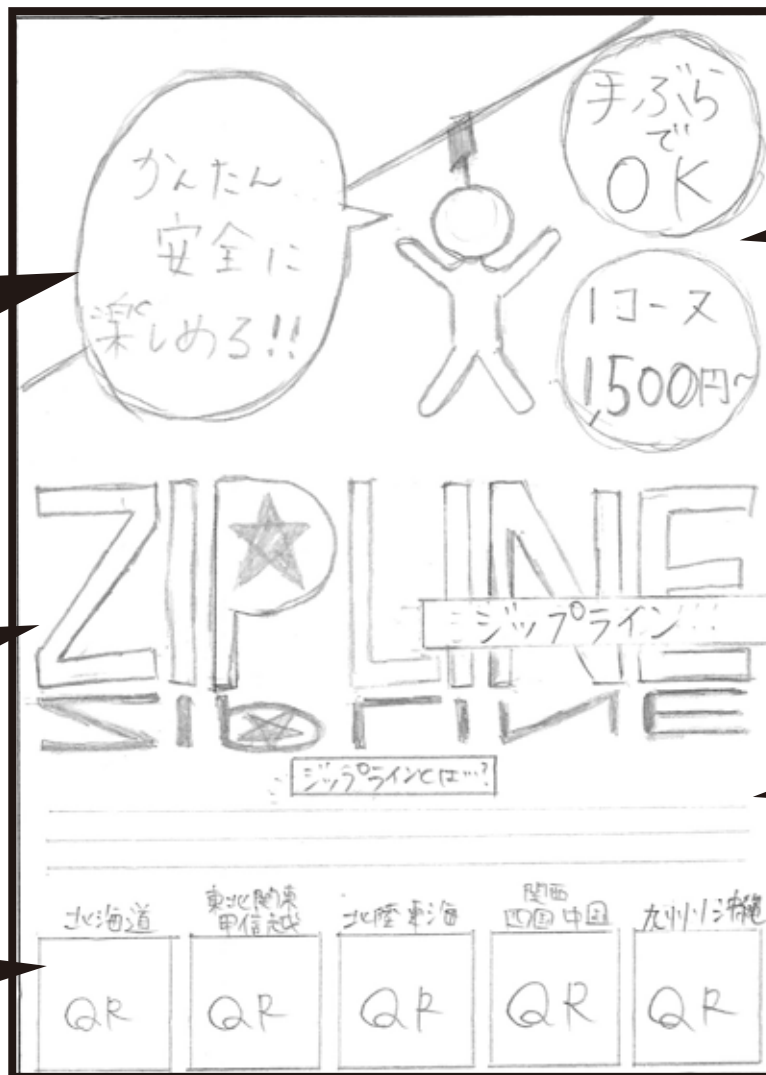 かんたん
安全に
楽しめる!!
手ぶら
で
OK
1コース
1,500円~
ZIPLINE
ジップライン!!!
ZIPLINE
ジップラインとは…?
北海道
東北関東
甲信越
北陸東海
関西
四国中国
九州沖縄
QR
QR
QR
QR
QR